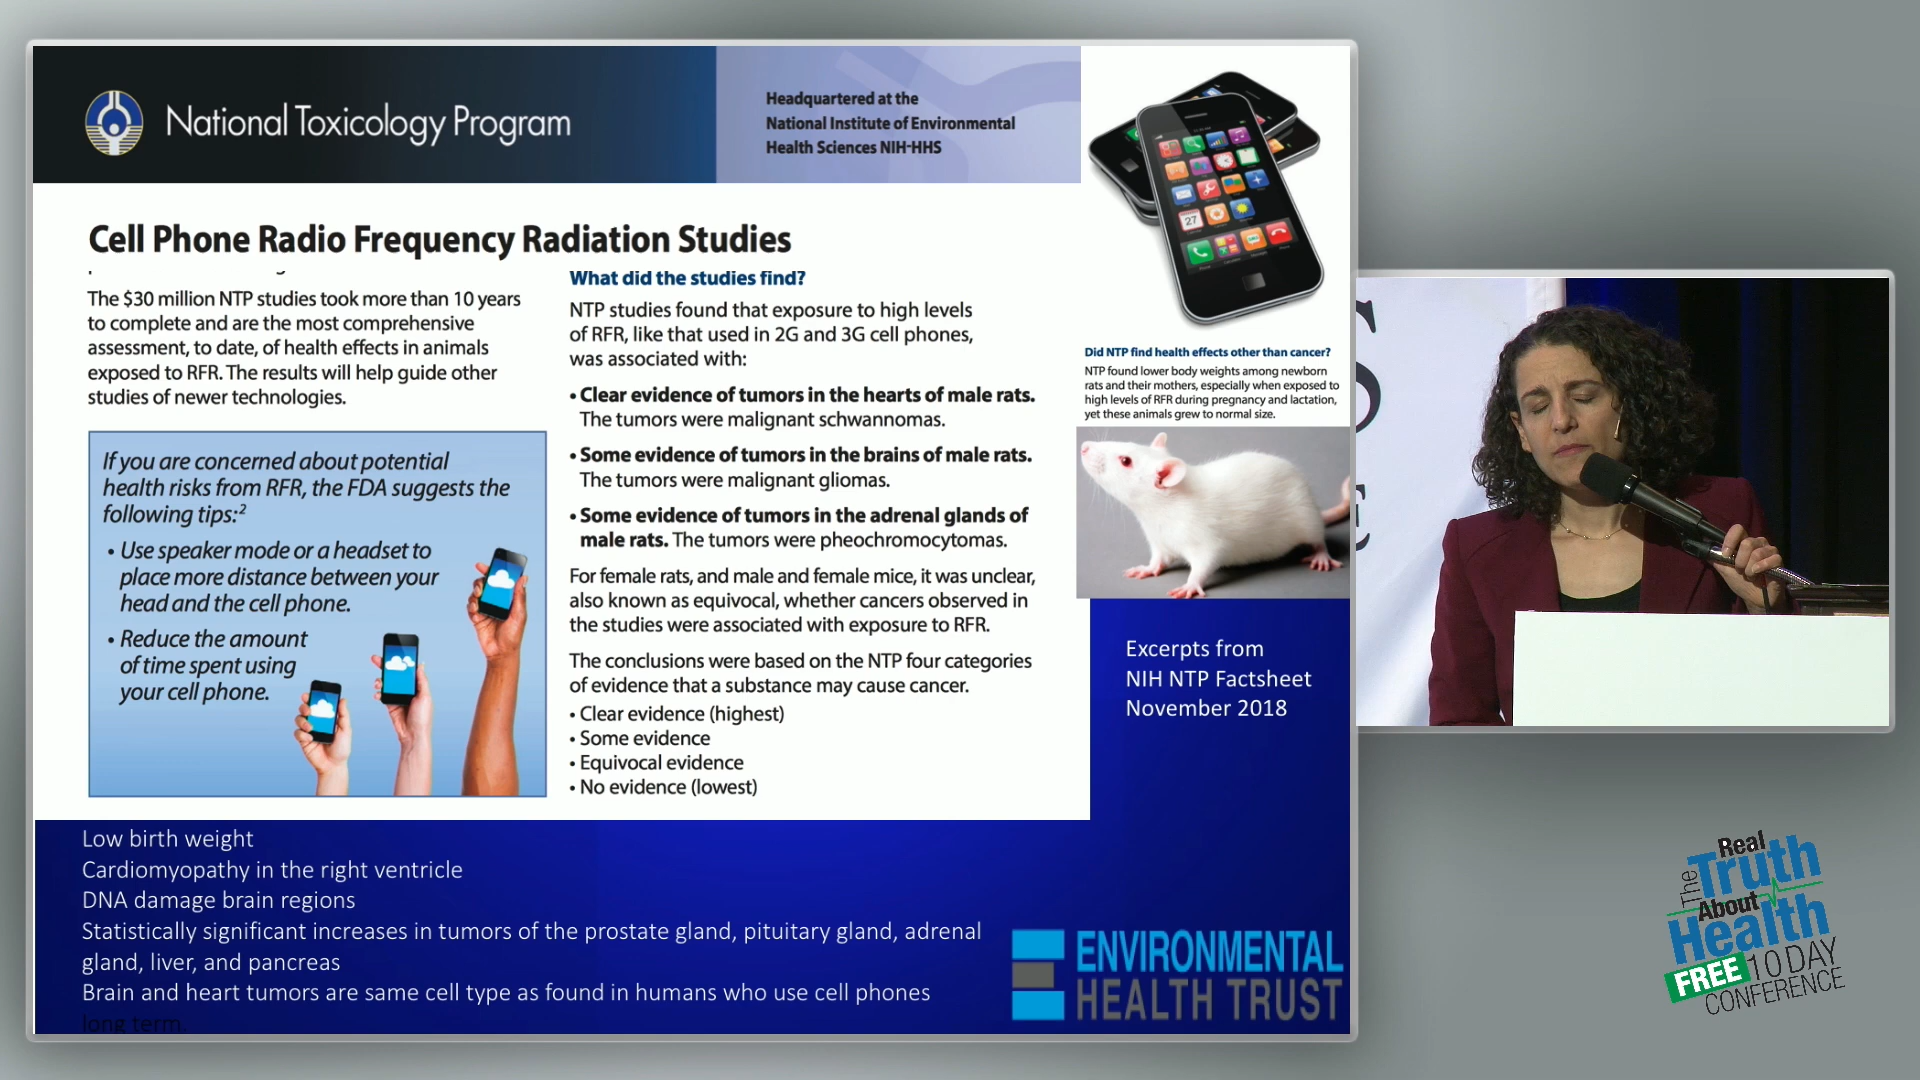 National Toxicology Program
Headquartered at the
National Institute of Environmental
Health Sciences NIH-HHS
Cell Phone Radio Frequency Radiation Studies
The $30 million NTP studies took more than 10 years
to complete and are the most comprehensive
assessment, to date, of health effects in animals
exposed to RFR. The results will help guide other
studies of newer technologies.
If you are concerned about potential
health risks from RFR, the FDA suggests the
following tips:2
• Use speaker mode or a headset to
place more distance between your
head and the cell phone.
• Reduce the amount
of time spent using
your cell phone.
What did the studies find?
NTP studies found that exposure to high levels
of RFR, like that used in 2G and 3G cell phones,
was associated with:
• Clear evidence of tumors in the hearts of male rats.
The tumors were malignant schwannomas.
• Some evidence of tumors in the brains of male rats.
The tumors were malignant gliomas.
• Some evidence of tumors in the adrenal glands of
male rats. The tumors were pheochromocytomas.
For female rats, and male and female mice, it was unclear,
also known as equivocal, whether cancers observed in
the studies were associated with exposure to RFR.
The conclusions were based on the NTP four categories
of evidence that a substance may cause cancer.
• Clear evidence (highest)
• Some evidence
• Equivocal evidence
• No evidence (lowest)
27
Did NTP find health effects other than cancer?
NTP found lower body weights among newborn
rats and their mothers, especially when exposed to
high levels of RFR during pregnancy and lactation,
yet these animals grew to normal size.
Excerpts from
NIH NTP Factsheet
November 2018
Low birth weight
Cardiomyopathy in the right ventricle
DNA damage brain regions
Statistically significant increases in tumors of the prostate gland, pituitary gland, adrenal
gland, liver, and pancreas
Brain and heart tumors are same cell type as found in humans who use cell phones
long term.
ENVIRONMENTAL
HEALTH TRUST
S
E
The Real
Truth
About
Health
FREE 10 DAY
CONFERENCE